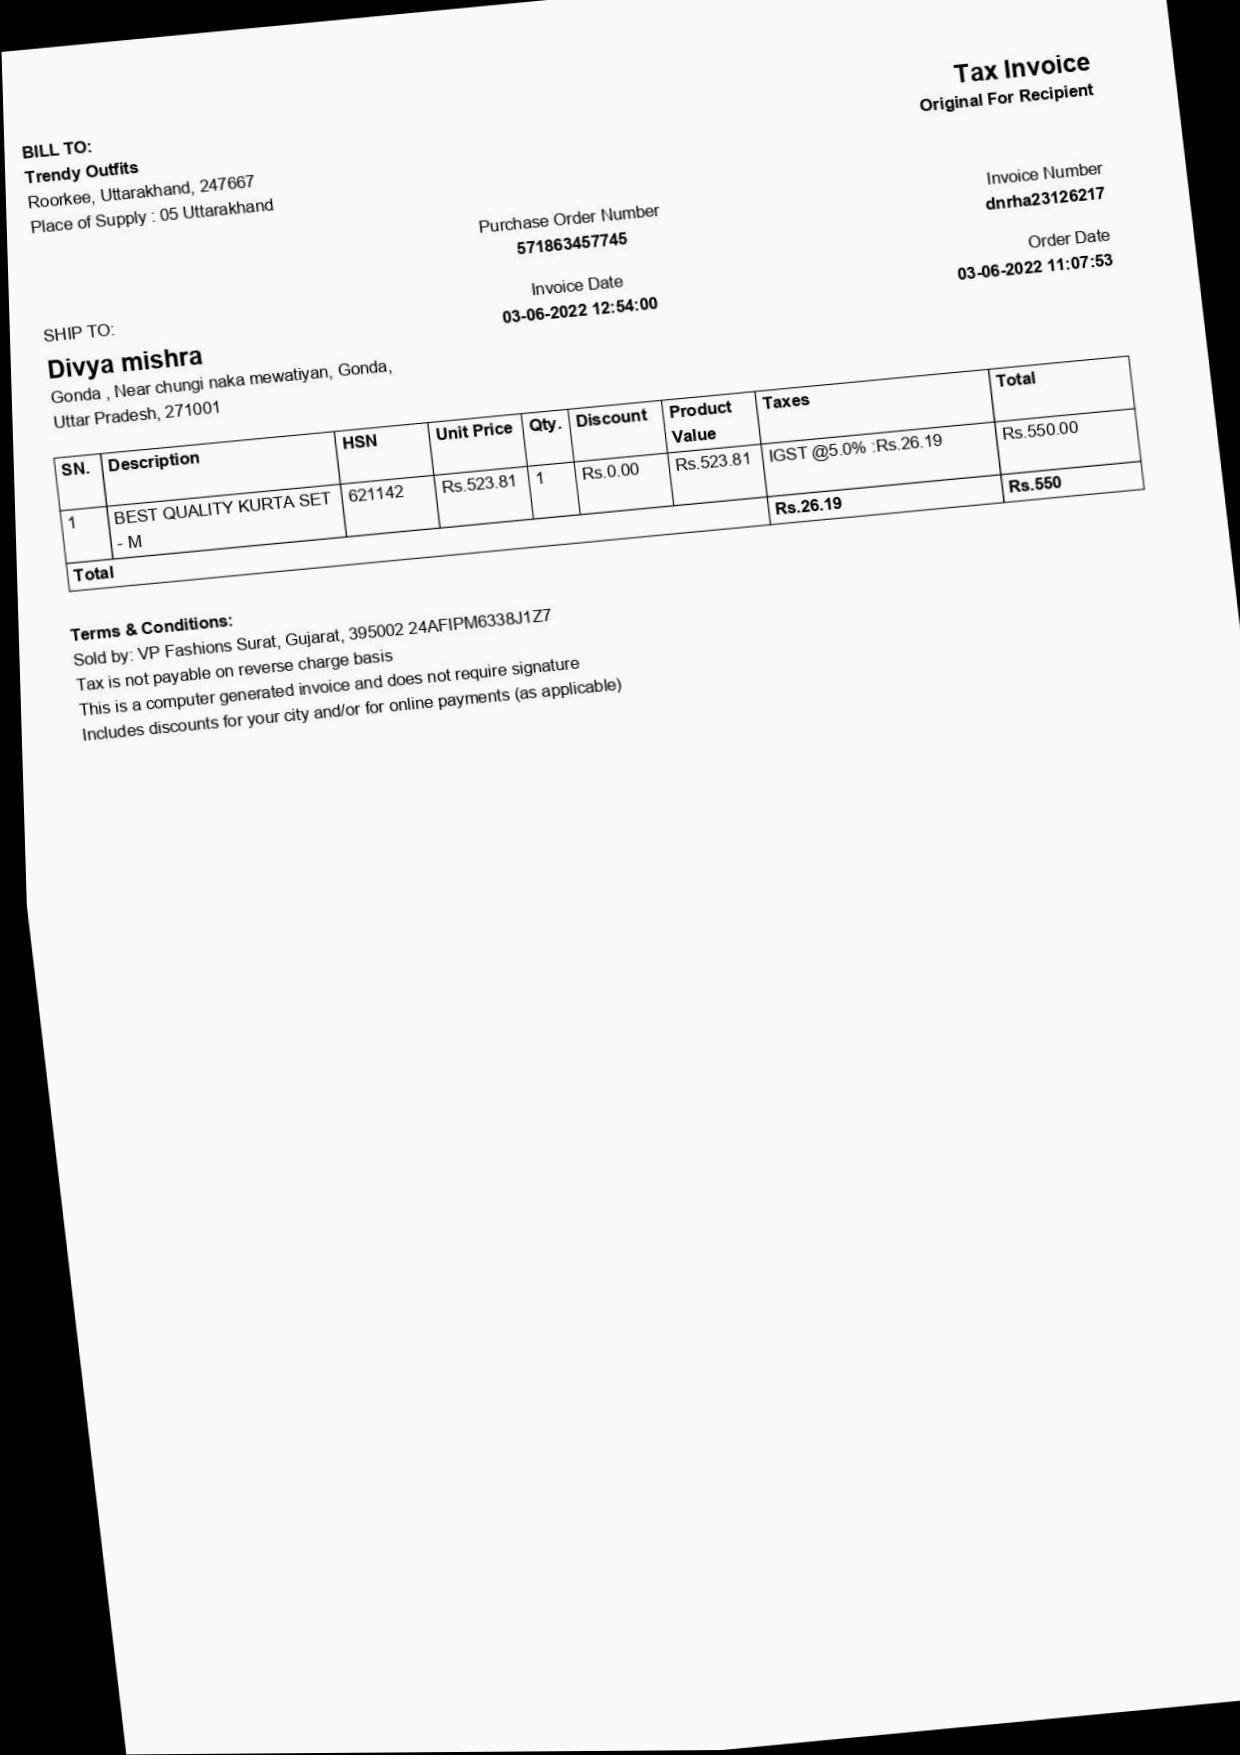 Tax Invoice
Original For Recipient
BILL TO:
Trendy Outfits
Roorkee, Uttarakhand, 247667
Place of Supply : 05 Uttarakhand
Purchase Order Number
571863457745
Invoice Number
dnrha23126217
Invoice Date
03-06-2022 12:54:00
Order Date
03-06-2022 11:07:53
SHIP TO:
Divya mishra
Gonda , Near chungi naka mewatiyan, Gonda,
Uttar Pradesh, 271001
SN. Description HSN Unit Price Qty. Discount Product Value Taxes Total
1 BEST QUALITY KURTA SET - M 621142 Rs.523.81 1 Rs.0.00 Rs.523.81 IGST @5.0% :Rs.26.19 Rs.550.00
Total Rs.26.19 Rs.550
Terms & Conditions:
Sold by: VP Fashions Surat, Gujarat, 395002 24AFIPM6338J1Z7
Tax is not payable on reverse charge basis
This is a computer generated invoice and does not require signature
Includes discounts for your city and/or for online payments (as applicable)